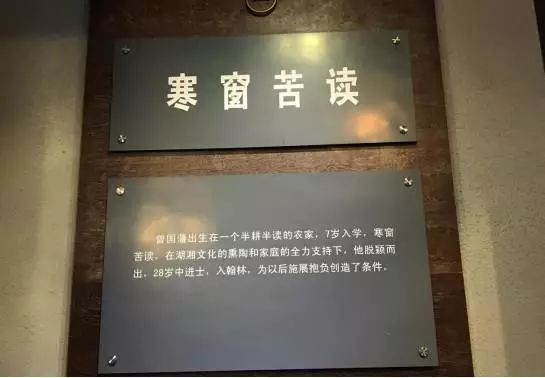 寒窗苦读
曾国藩出生在一个半耕半读的农家，7岁入学，寒窗
苦读，在湖湘文化的熏陶和家庭的全力支持下，他脱颖而
出，28岁中进士，入翰林，为以后施展抱负创造了条件。